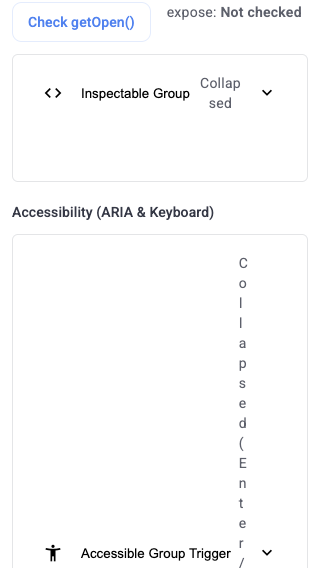 Check getOpen()
expose: Not checked
Inspectable Group
Collap
sed
Accessibility (ARIA & Keyboard)
C
o
l
l
a
p
s
e
d
(
E
n
t
e
r
/
Accessible Group Trigger